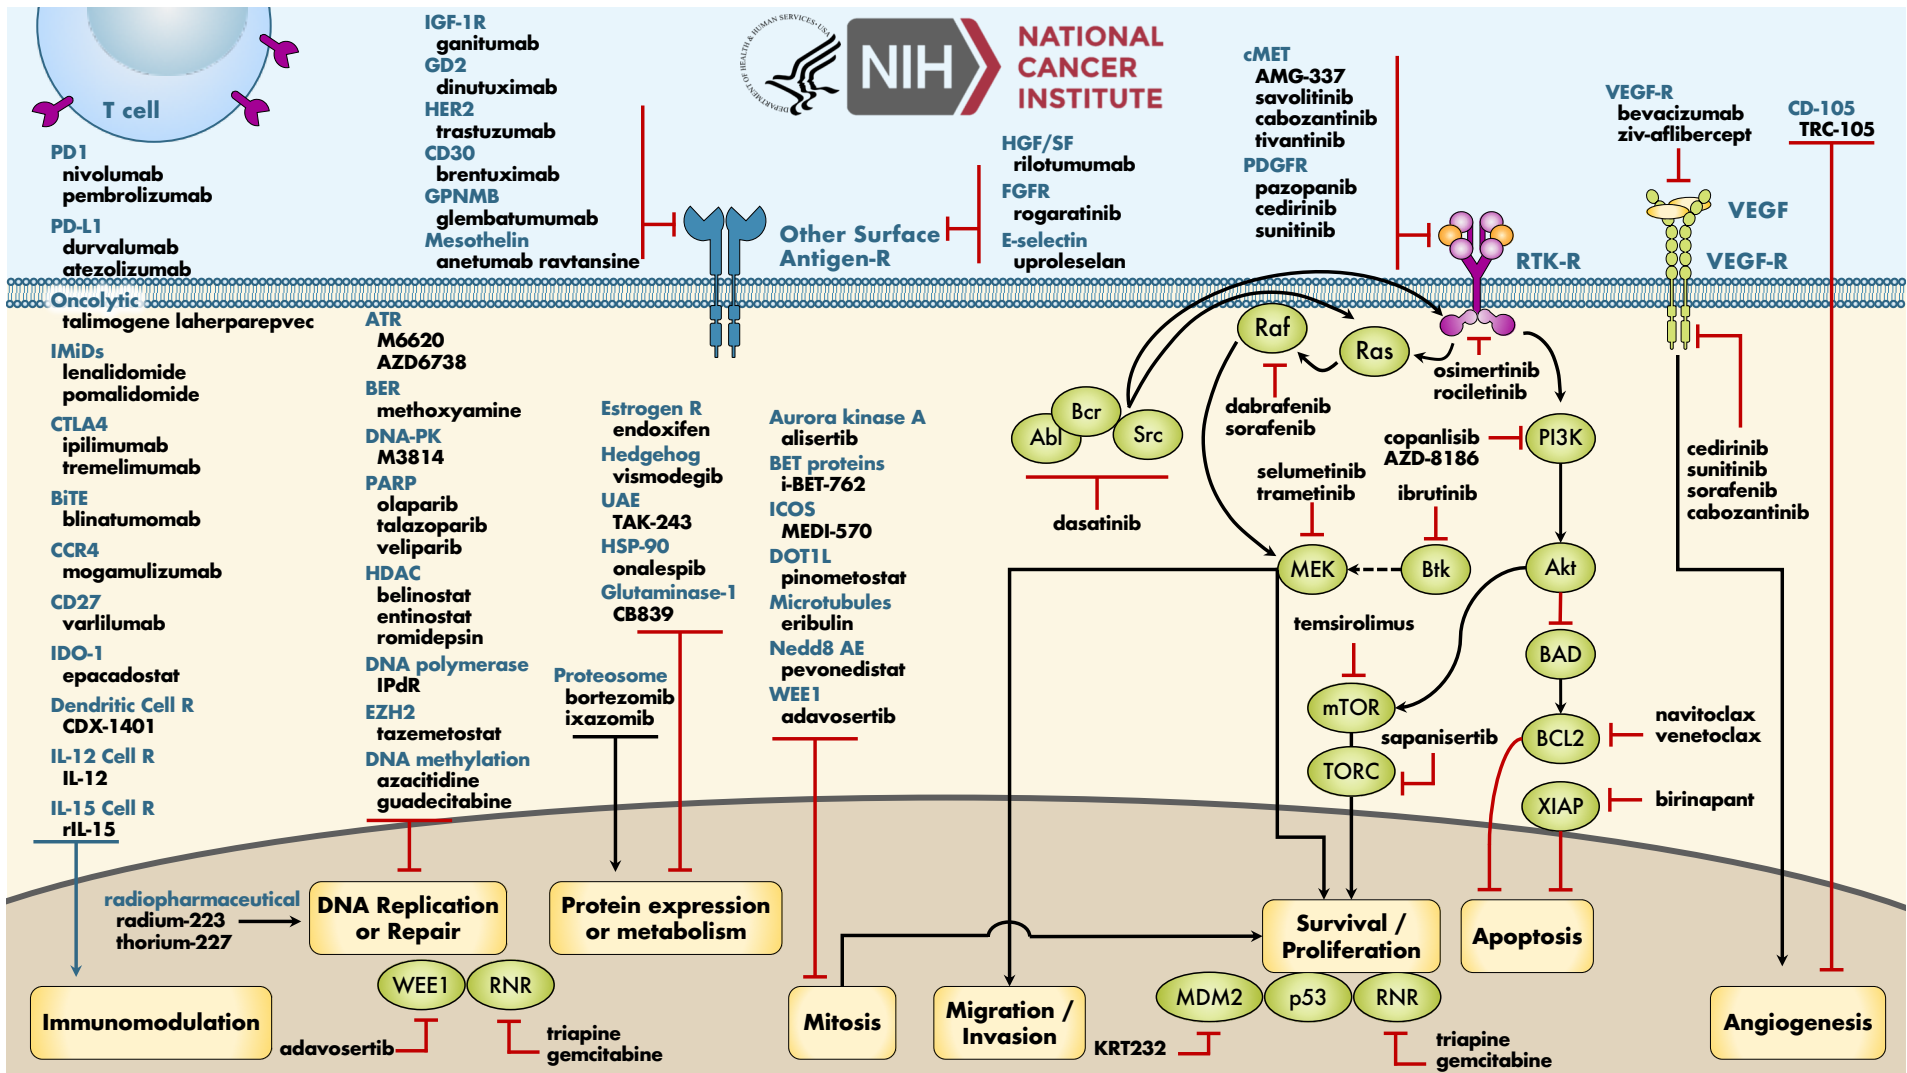 T cell
PD1
nivolumab
pembrolizumab
PD-L1
durvalumab
atezolizumab
Oncolytic
talimogene laherparepvec
IMiDs
lenalidomide
pomalidomide
CTLA4
ipilimumab
tremelimumab
BiTE
blinatumomab
CCR4
mogamulizumab
CD27
varlilumab
IDO-1
epacadostat
Dendritic Cell R
CDX-1401
IL-12 Cell R
IL-12
IL-15 Cell R
rIL-15
radiopharmaceutical
radium-223
thorium-227
Immunomodulation
IGF-1R
ganitumab
GD2
dinutuximab
HER2
trastuzumab
CD30
brentuximab
GPNMB
glembatumumab
Mesothelin
anetumab ravtansine
ATR
M6620
AZD6738
BER
methoxyamine
DNA-PK
M3814
PARP
olaparib
talazoparib
veliparib
HDAC
belinostat
entinostat
romidepsin
DNA polymerase
IPdR
EZH2
tazemetostat
DNA methylation
azacitidine
guadecitabine
DNA Replication
or Repair
WEE1
RNR
adavosertib
triapine
gemcitabine
Estrogen R
endoxifen
Hedgehog
vismodegib
UAE
TAK-243
HSP-90
onalespib
Glutaminase-1
CB839
Proteosome
bortezomib
ixazomib
Protein expression
or metabolism
DEPARTMENT OF HEALTH & HUMAN SERVICES • USA
NIH
NATIONAL
CANCER
INSTITUTE
Other Surface
Antigen-R
HGF/SF
rilotumumab
FGFR
rogaratinib
E-selectin
uproleselan
Aurora kinase A
alisertib
BET proteins
i-BET-762
ICOS
MEDI-570
DOT1L
pinometostat
Microtubules
eribulin
Nedd8 AE
pevonedistat
WEE1
adavosertib
Mitosis
Migration /
Invasion
cMET
AMG-337
savolitinib
cabozantinib
tivantinib
PDGFR
pazopanib
cedirinib
sunitinib
RTK-R
Raf
Ras
osimertinib
rociletinib
dabrafenib
sorafenib
Abl
Bcr
Src
dasatinib
copanlisib
AZD-8186
PI3K
selumetinib
trametinib
ibrutinib
MEK
Btk
Akt
temsirolimus
BAD
mTOR
sapanisertib
TORC
BCL2
navitoclax
venetoclax
XIAP
birinapant
Survival /
Proliferation
Apoptosis
MDM2
p53
RNR
KRT232
triapine
gemcitabine
VEGF-R
bevacizumab
ziv-aflibercept
CD-105
TRC-105
VEGF
VEGF-R
cedirinib
sunitinib
sorafenib
cabozantinib
Angiogenesis